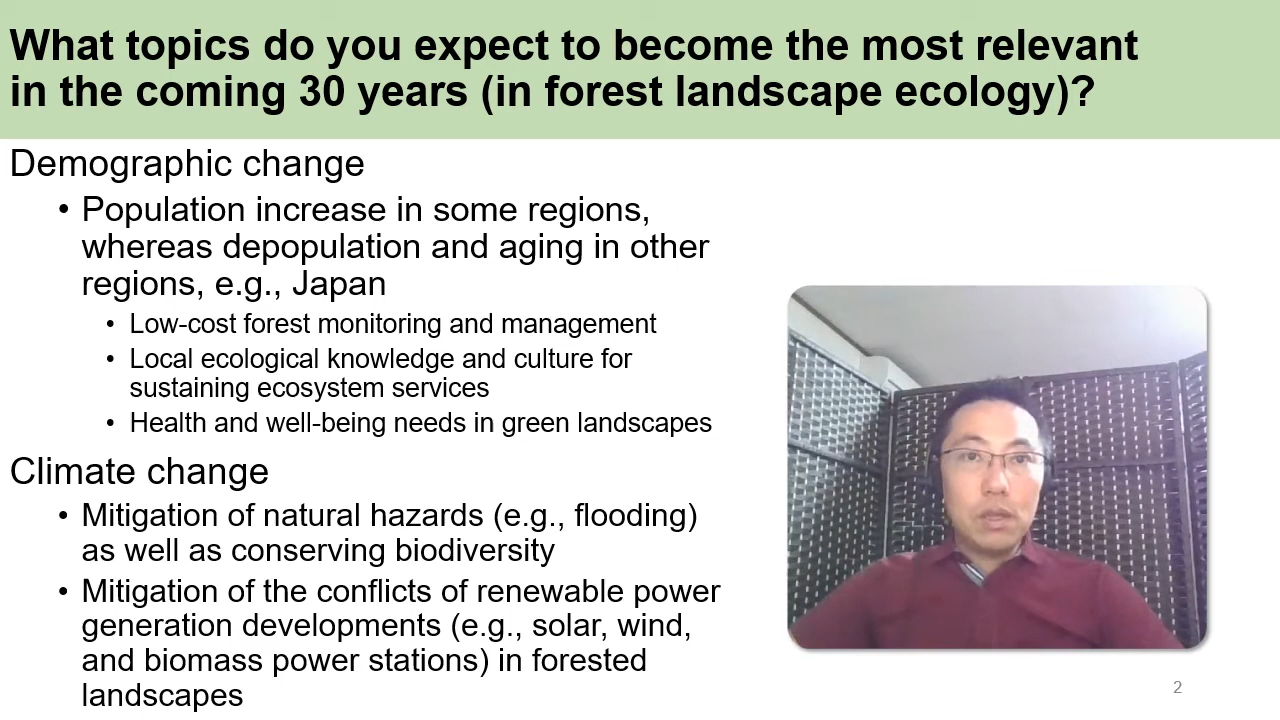 What topics do you expect to become the most relevant
in the coming 30 years (in forest landscape ecology)?
Demographic change
• Population increase in some regions,
whereas depopulation and aging in other
regions, e.g., Japan
• Low-cost forest monitoring and management
• Local ecological knowledge and culture for
sustaining ecosystem services
• Health and well-being needs in green landscapes
Climate change
• Mitigation of natural hazards (e.g., flooding)
as well as conserving biodiversity
• Mitigation of the conflicts of renewable power
generation developments (e.g., solar, wind,
and biomass power stations) in forested
landscapes
2